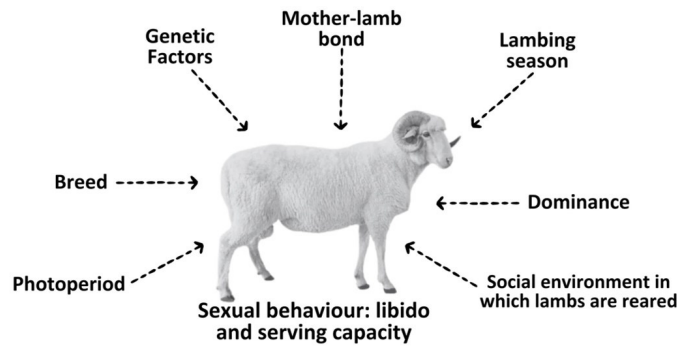 Mother-lamb
bond
Genetic
Factors
Lambing
season
Breed
Dominance
Photoperiod
Social environment in
which lambs are reared
Sexual behaviour: libido
and serving capacity